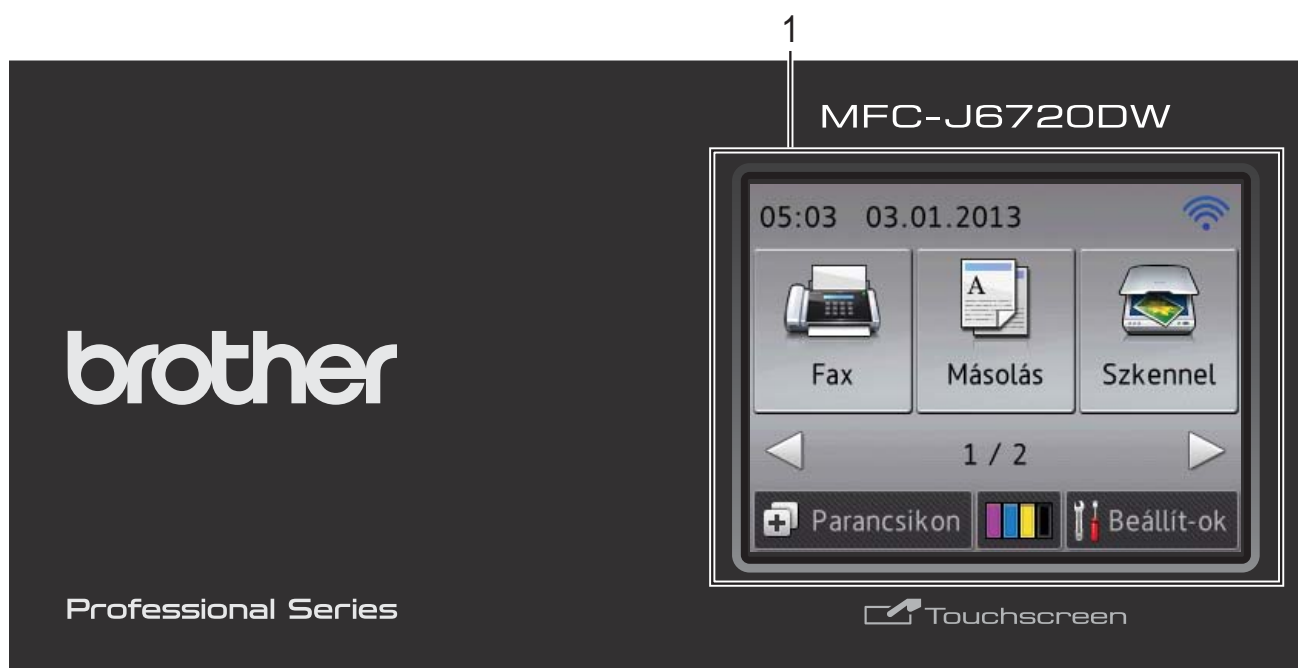 1
MFC-J6720DW
05:03 03.01.2013
A
Fax Másolás Szkennel
brother
1 / 2
Parancsikon Beállít-ok
Professional Series
Touchscreen